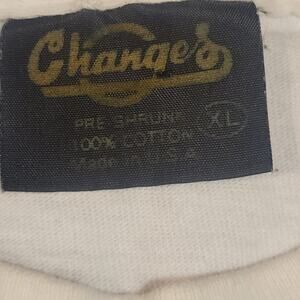 Changes
PRE SHRUNK
100% COTTON
XL
Made in U.S.A.